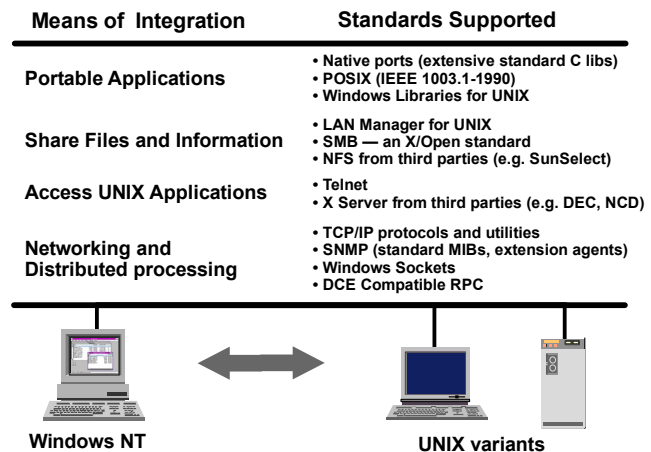 Means of Integration
Standards Supported
Portable Applications
• Native ports (extensive standard C libs)
• POSIX (IEEE 1003.1-1990)
• Windows Libraries for UNIX
Share Files and Information
• LAN Manager for UNIX
• SMB — an X/Open standard
• NFS from third parties (e.g. SunSelect)
Access UNIX Applications
• Telnet
• X Server from third parties (e.g. DEC, NCD)
Networking and
Distributed processing
• TCP/IP protocols and utilities
• SNMP (standard MIBs, extension agents)
• Windows Sockets
• DCE Compatible RPC
Windows NT
UNIX variants